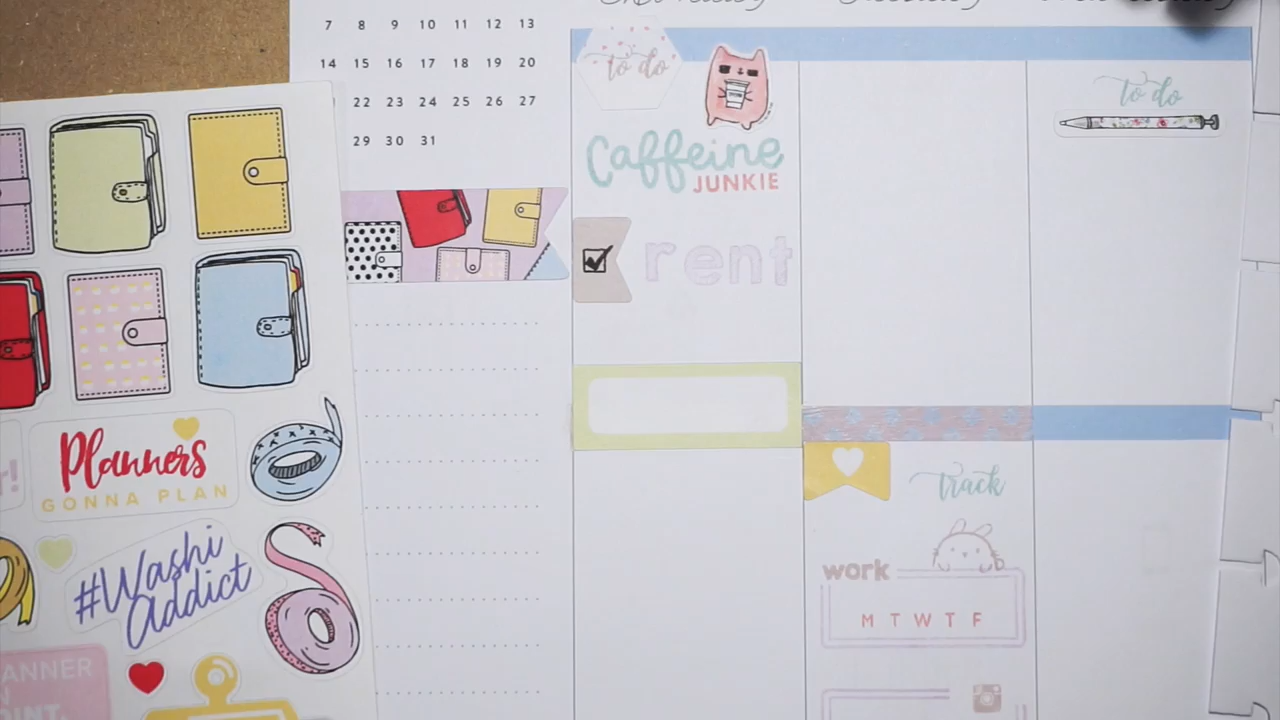 7 8 9 10 11 12 13
14 15 16 17 18 19 20
22 23 24 25 26 27
29 30 31
to do
Caffeine
JUNKIE
rent
to do
track
work
M T W T F
Planners
GONNA PLAN
#Washi
Addict